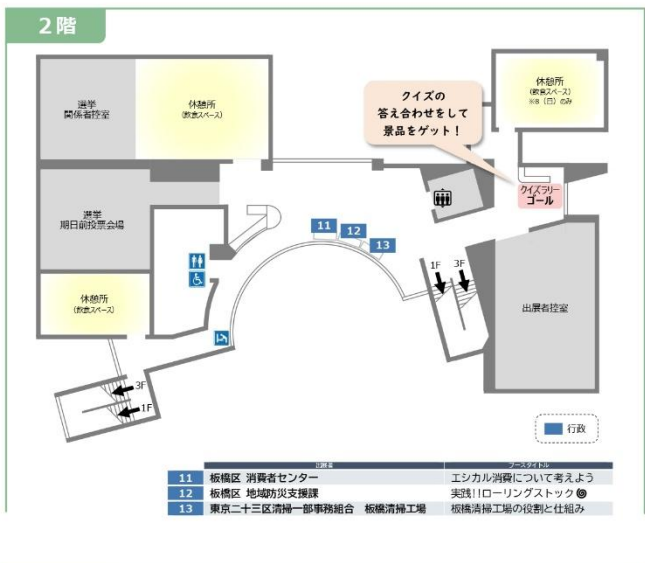 2階
選挙
関係者控室
休憩所
(飲食スペース)
クイズの
答え合わせをして
景品をゲット！
休憩所
(飲食スペース)
※8（日）のみ
クイズラリー
ゴール
選挙
期日前投票会場
11
12
13
1F
3F
休憩所
(飲食スペース)
出展者控室
3F
1F
行政
出展者
ブースタイトル
11 板橋区 消費者センター エシカル消費について考えよう
12 板橋区 地域防災支援課 実践!!ローリングストック
13 東京二十三区清掃一部事務組合 板橋清掃工場 板橋清掃工場の役割と仕組み